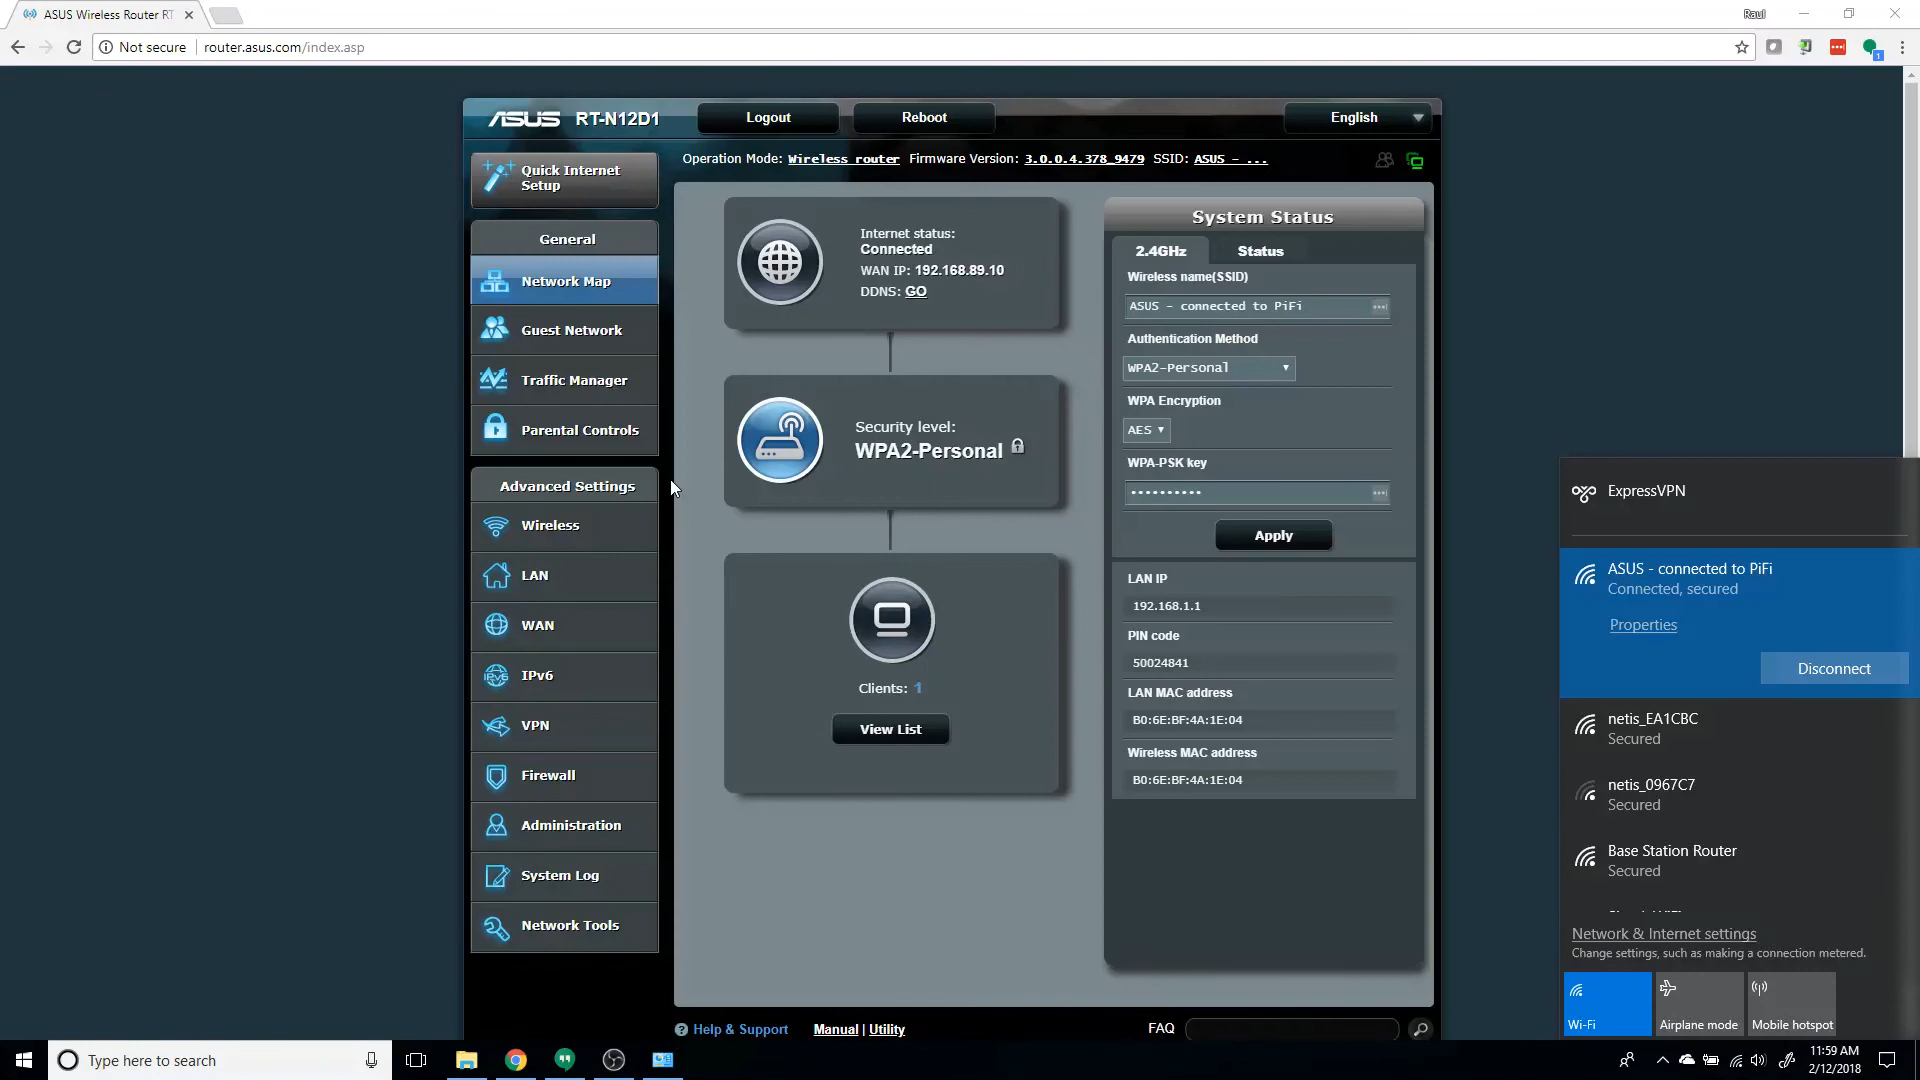 ASUS Wireless Router RT
Raul
Not secure
router.asus.com/index.asp
1
ASUS RT-N12D1
Logout
Reboot
English
Operation Mode: Wireless router Firmware Version: 3.0.0.4.378_9479 SSID: ASUS - ...
Quick Internet
Setup
General
Network Map
Guest Network
Traffic Manager
Parental Controls
Advanced Settings
Wireless
LAN
WAN
IPv6
VPN
Firewall
Administration
System Log
Network Tools
Internet status:
Connected
WAN IP: 192.168.89.10
DDNS: GO
Security level:
WPA2-Personal
Clients: 1
View List
System Status
2.4GHz
Status
Wireless name(SSID)
ASUS - connected to PiFi
Authentication Method
WPA2-Personal
WPA Encryption
AES
WPA-PSK key
••••••••••
Apply
LAN IP
192.168.1.1
PIN code
50024841
LAN MAC address
B0:6E:BF:4A:1E:04
Wireless MAC address
B0:6E:BF:4A:1E:04
Help & Support
Manual | Utility
FAQ
ExpressVPN
ASUS - connected to PiFi
Connected, secured
Properties
Disconnect
netis_EA1CBC
Secured
netis_0967C7
Secured
Base Station Router
Secured
Network & Internet settings
Change settings, such as making a connection metered.
Wi-Fi
Airplane mode
Mobile hotspot
Type here to search
11:59 AM
2/12/2018